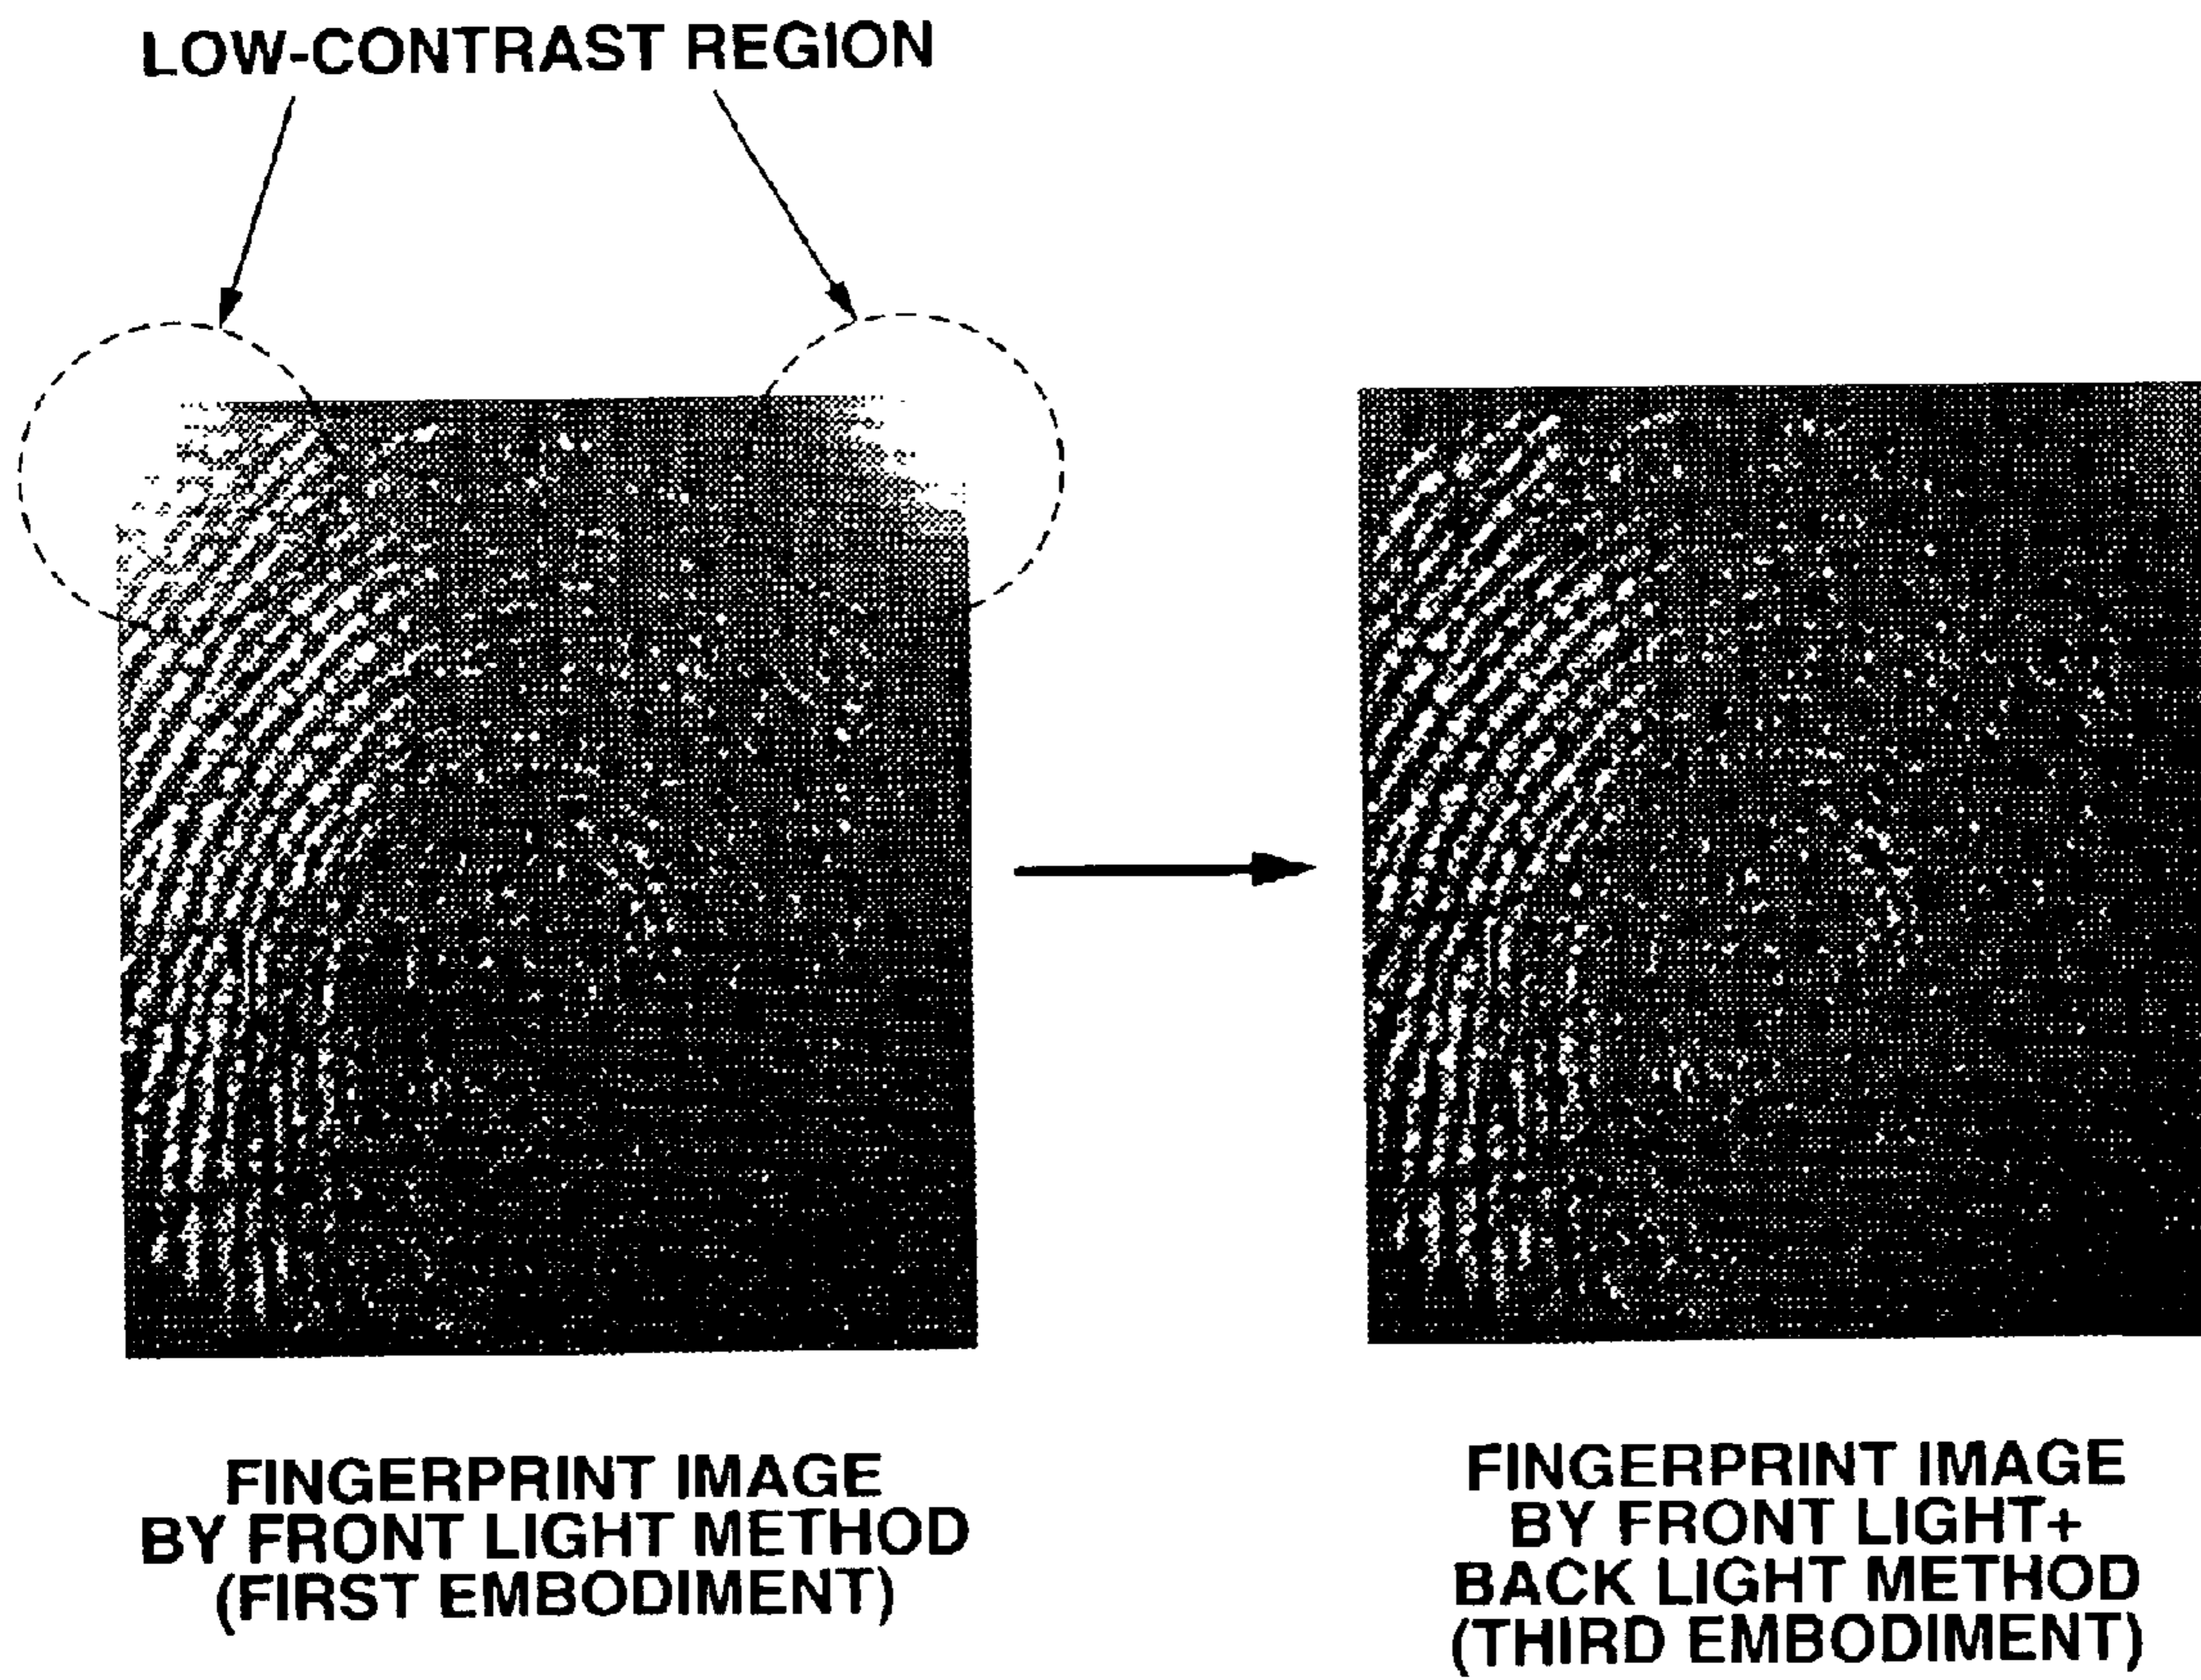 LOW-CONTRAST REGION
FINGERPRINT IMAGE
BY FRONT LIGHT METHOD
(FIRST EMBODIMENT)
FINGERPRINT IMAGE
BY FRONT LIGHT+
BACK LIGHT METHOD
(THIRD EMBODIMENT)